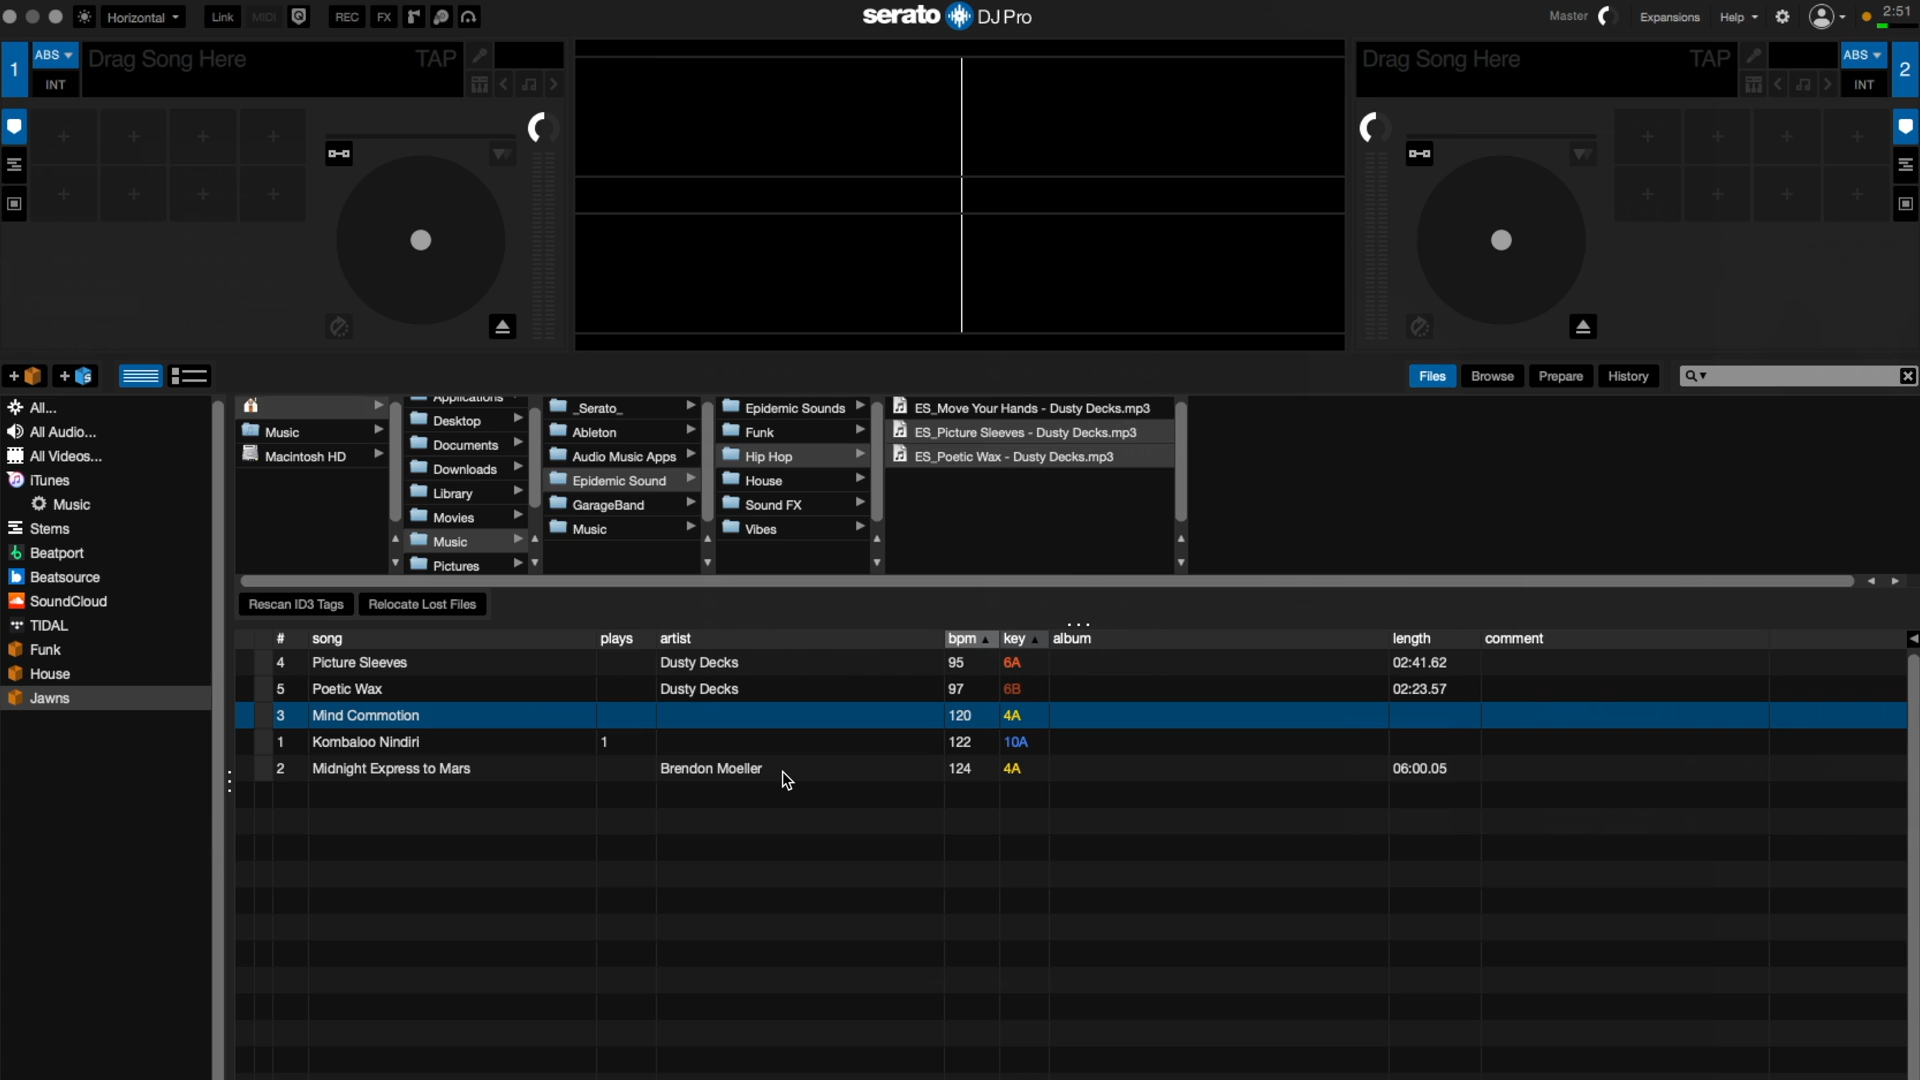 Horizontal Link MIDI REC FX serato DJ Pro Master Expansions Help 2:51
1 ABS Drag Song Here TAP Drag Song Here TAP ABS 2
INT INT
Files Browse Prepare History
All...
All Audio...
All Videos...
iTunes
Music
Stems
Beatport
Beatsource
SoundCloud
TIDAL
Funk
House
Jawns
Music
Macintosh HD
Applications
Desktop
Documents
Downloads
Library
Movies
Music
Pictures
_Serato_
Ableton
Audio Music Apps
Epidemic Sound
GarageBand
Music
Epidemic Sounds
Funk
Hip Hop
House
Sound FX
Vibes
ES_Move Your Hands - Dusty Decks.mp3
ES_Picture Sleeves - Dusty Decks.mp3
ES_Poetic Wax - Dusty Decks.mp3
Rescan ID3 Tags Relocate Lost Files
# song plays artist bpm key album length comment
4 Picture Sleeves Dusty Decks 95 6A 02:41.62
5 Poetic Wax Dusty Decks 97 6B 02:23.57
3 Mind Commotion 120 4A
1 Kombaloo Nindiri 1 122 10A
2 Midnight Express to Mars Brendon Moeller 124 4A 06:00.05